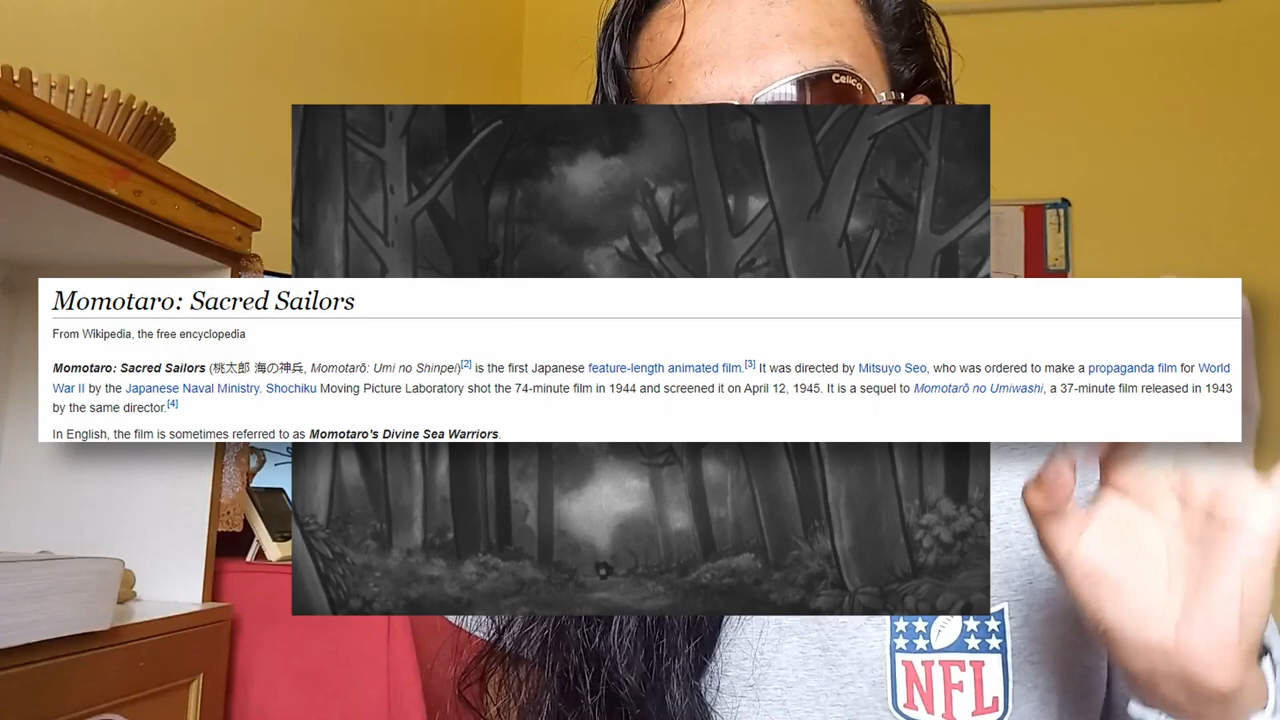 Celico
Momotaro: Sacred Sailors
From Wikipedia, the free encyclopedia
Momotaro: Sacred Sailors (桃太郎 海の神兵, Momotarō: Umi no Shinpei)[2] is the first Japanese feature-length animated film.[3] It was directed by Mitsuyo Seo, who was ordered to make a propaganda film for World
War II by the Japanese Naval Ministry. Shochiku Moving Picture Laboratory shot the 74-minute film in 1944 and screened it on April 12, 1945. It is a sequel to Momotarō no Umiwashi, a 37-minute film released in 1943
by the same director.[4]
In English, the film is sometimes referred to as Momotaro's Divine Sea Warriors.
NFL